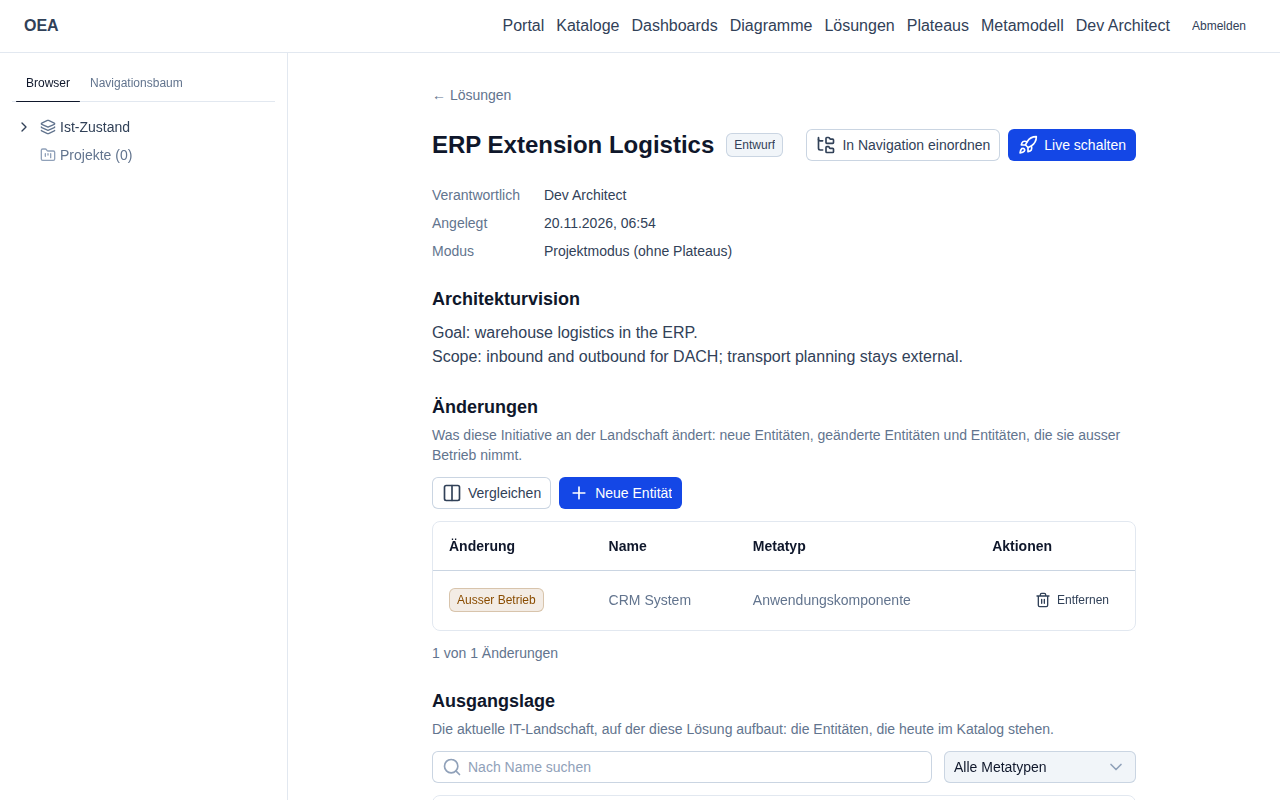 OEA
Portal Kataloge Dashboards Diagramme Lösungen Plateaus Metamodell Dev Architect Abmelden
Browser Navigationsbaum
Ist-Zustand
Projekte (0)
← Lösungen
ERP Extension Logistics Entwurf In Navigation einordnen Live schalten
Verantwortlich Dev Architect
Angelegt 20.11.2026, 06:54
Modus Projektmodus (ohne Plateaus)
Architekturvision
Goal: warehouse logistics in the ERP.
Scope: inbound and outbound for DACH; transport planning stays external.
Änderungen
Was diese Initiative an der Landschaft ändert: neue Entitäten, geänderte Entitäten und Entitäten, die sie ausser
Betrieb nimmt.
Vergleichen Neue Entität
Änderung Name Metatyp Aktionen
Ausser Betrieb CRM System Anwendungskomponente Entfernen
1 von 1 Änderungen
Ausgangslage
Die aktuelle IT-Landschaft, auf der diese Lösung aufbaut: die Entitäten, die heute im Katalog stehen.
Nach Name suchen Alle Metatypen